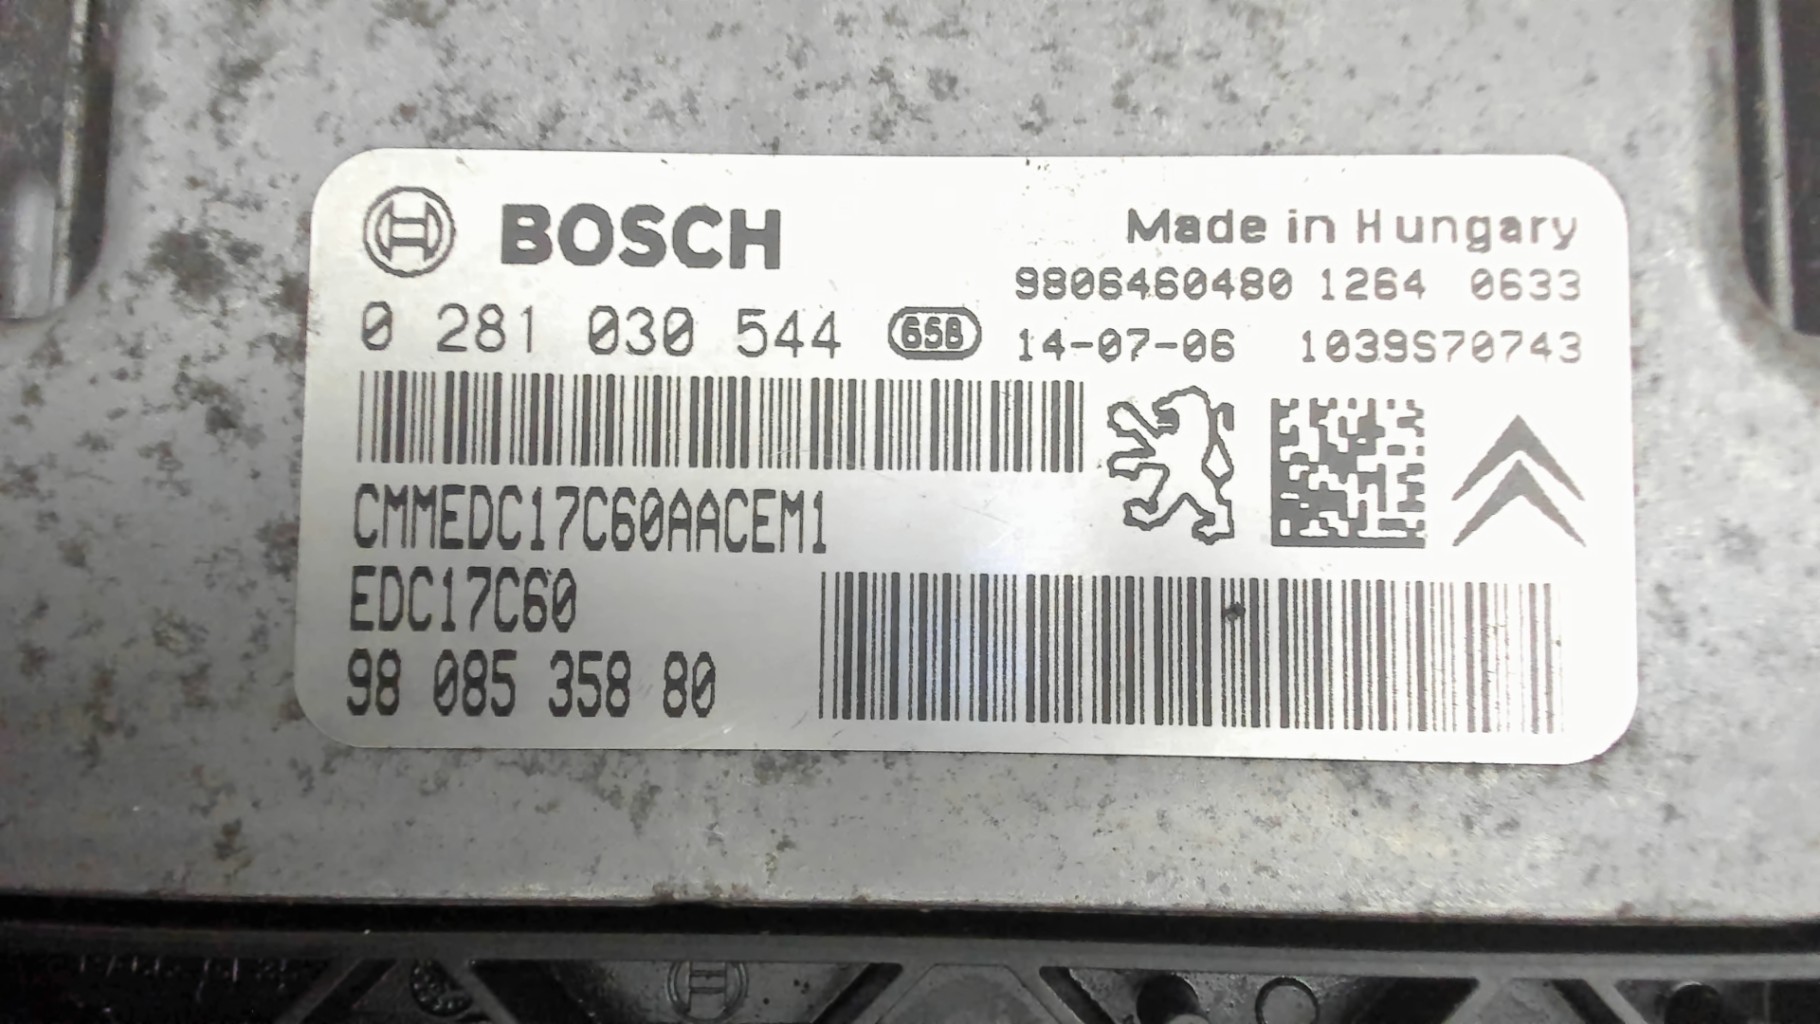 BOSCH
Made in Hungary
9806460480 1264 0633
0 281 030 544 65B 14-07-06 1039S70743
CMMEDC17C60AACEM1
EDC17C60
98 085 358 80